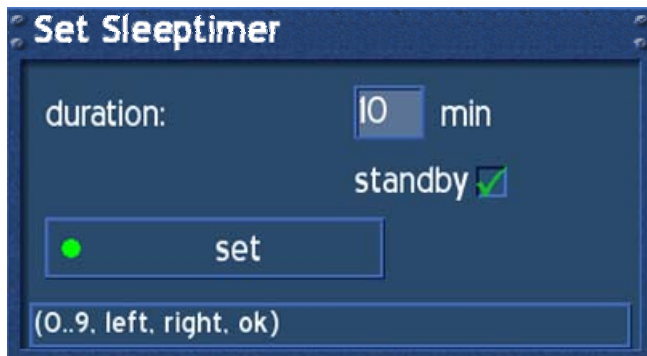 Set Sleeptimer
duration: 10 min
standby
set
(0..9, left, right, ok)